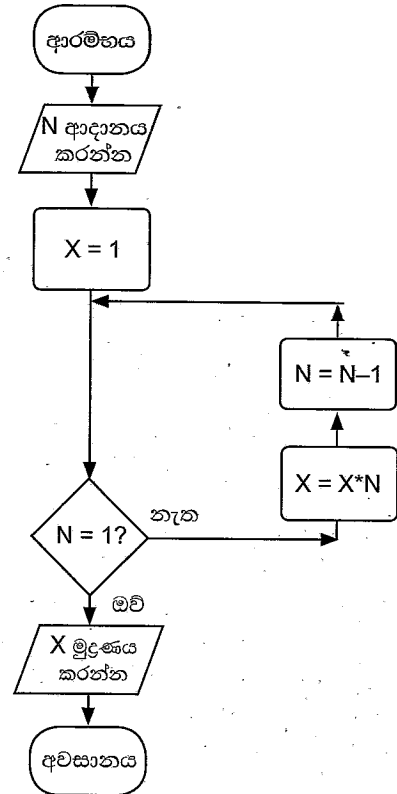 ආරම්භය
N ආදානය
කරන්න
X = 1
N = N–1
X = X*N
N = 1?
නැත
ඔව්
X මුද්‍රණය
කරන්න
අවසානය